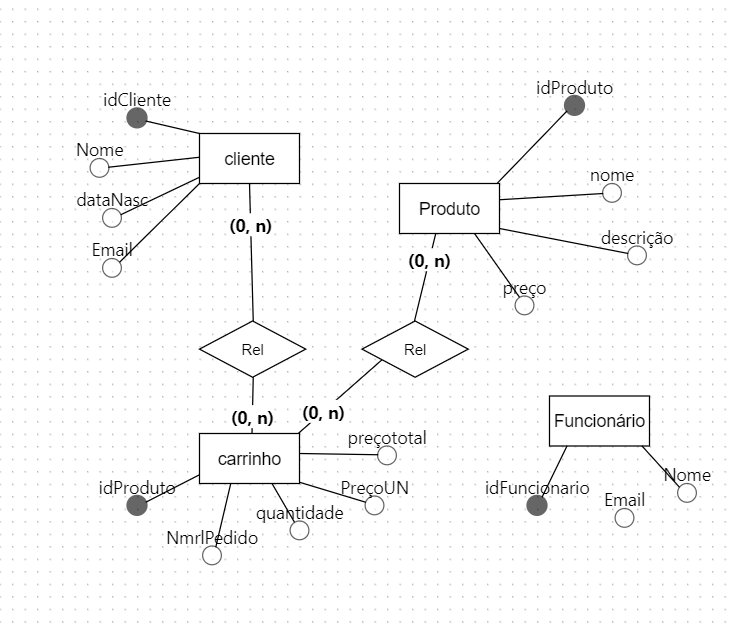 idCliente
Nome
cliente
dataNasc
Email
(0, n)
idProduto
nome
Produto
descrição
(0, n)
preço
Rel
Rel
(0, n)
(0, n)
carrinho
preçototal
idProduto
PreçoUN
quantidade
NmrlPedido
Funcionário
idFuncionario
Nome
Email